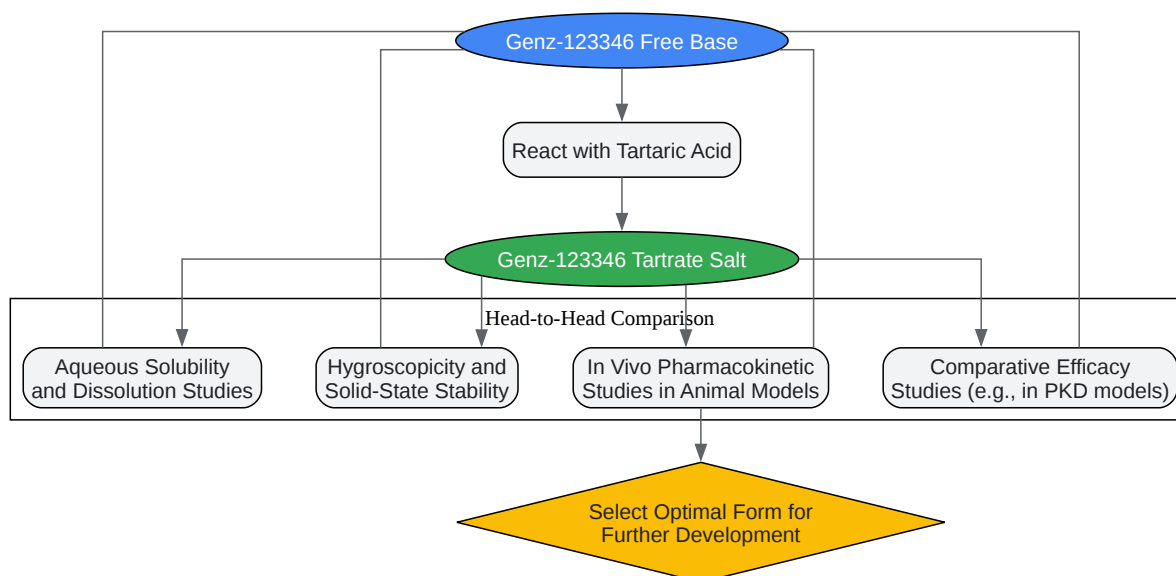 Genz-123346 Free Base
React with Tartaric Acid
Genz-123346 Tartrate Salt
Head-to-Head Comparison
Aqueous Solubility
and Dissolution Studies
Hygroscopicity and
Solid-State Stability
In Vivo Pharmacokinetic
Studies in Animal Models
Comparative Efficacy
Studies (e.g., in PKD models)
Select Optimal Form for
Further Development